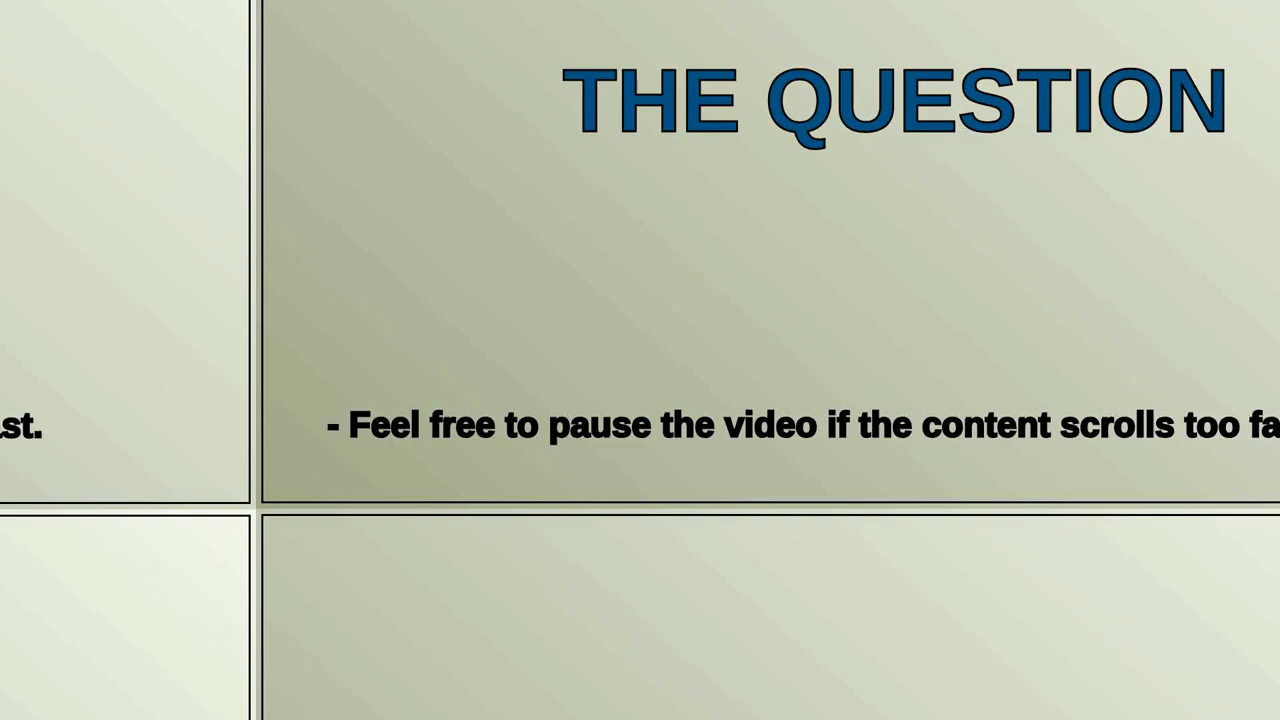 THE QUESTION
st.
- Feel free to pause the video if the content scrolls too fa